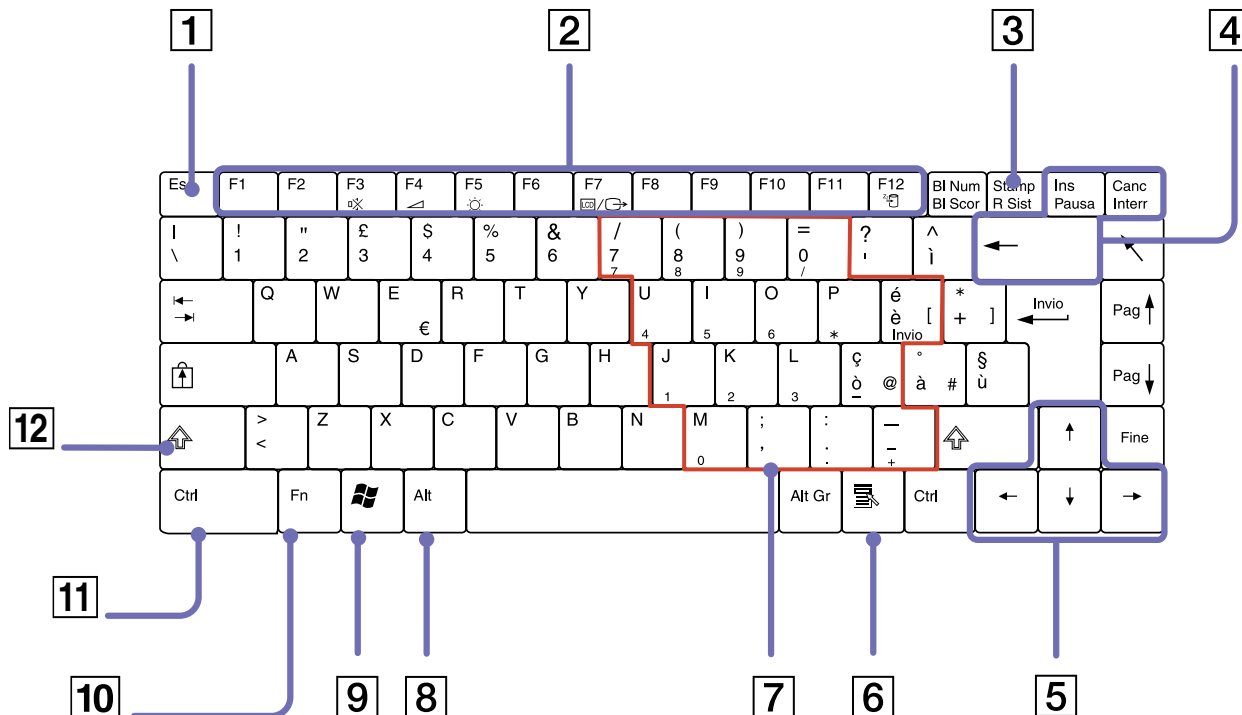 1 2 3 4
Es F1 F2 F3 F4 F5 F6 F7 F8 F9 F10 F11 F12 Bl Num Stamp Ins Canc
LCD / z Bl Scor R Sist Pausa Interr
| ! " £ $ % & / ( ) = ? ^
\ 1 2 3 4 5 6 7 8 9 0 ' ì
7 8 9 /
Q W E R T Y U I O P é * Invio Pag
€ è [ + ]
4 5 6 * Invio
A S D F G H J K L ç ° § Pag
ò @ à # ù
1 2 3
12
> Z X C V B N M ; : _ Fine
< , . -
0 . +
Ctrl Fn Alt Alt Gr Ctrl
11
10 9 8 7 6 5